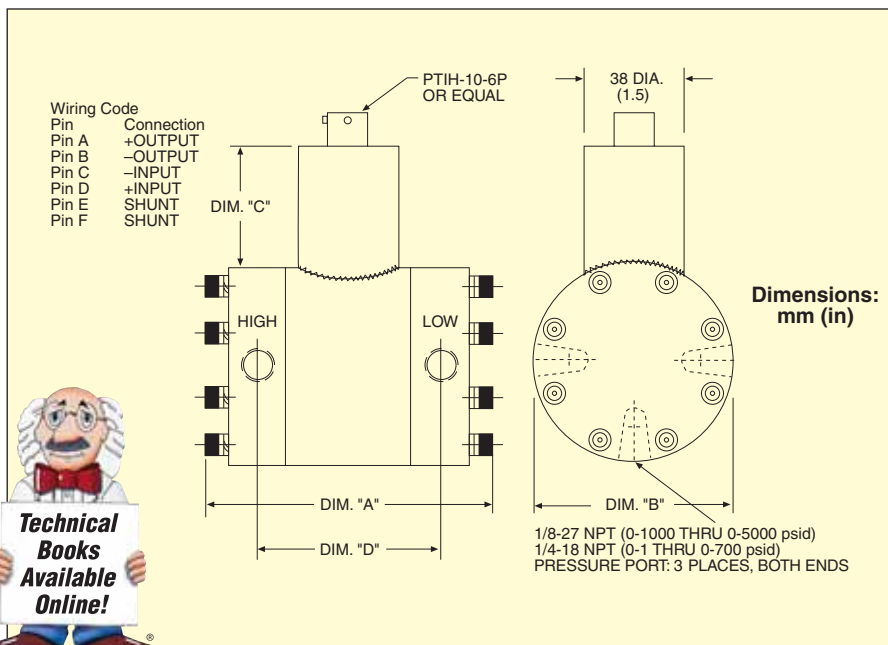 Wiring Code
Pin Connection
Pin A +OUTPUT
Pin B –OUTPUT
Pin C –INPUT
Pin D +INPUT
Pin E SHUNT
Pin F SHUNT
PTIH-10-6P
OR EQUAL
38 DIA.
(1.5)
DIM. "C"
HIGH
LOW
Dimensions:
mm (in)
DIM. "A"
DIM. "B"
DIM. "D"
1/8-27 NPT (0-1000 THRU 0-5000 psid)
1/4-18 NPT (0-1 THRU 0-700 psid)
PRESSURE PORT: 3 PLACES, BOTH ENDS
Technical
Books
Available
Online!
®